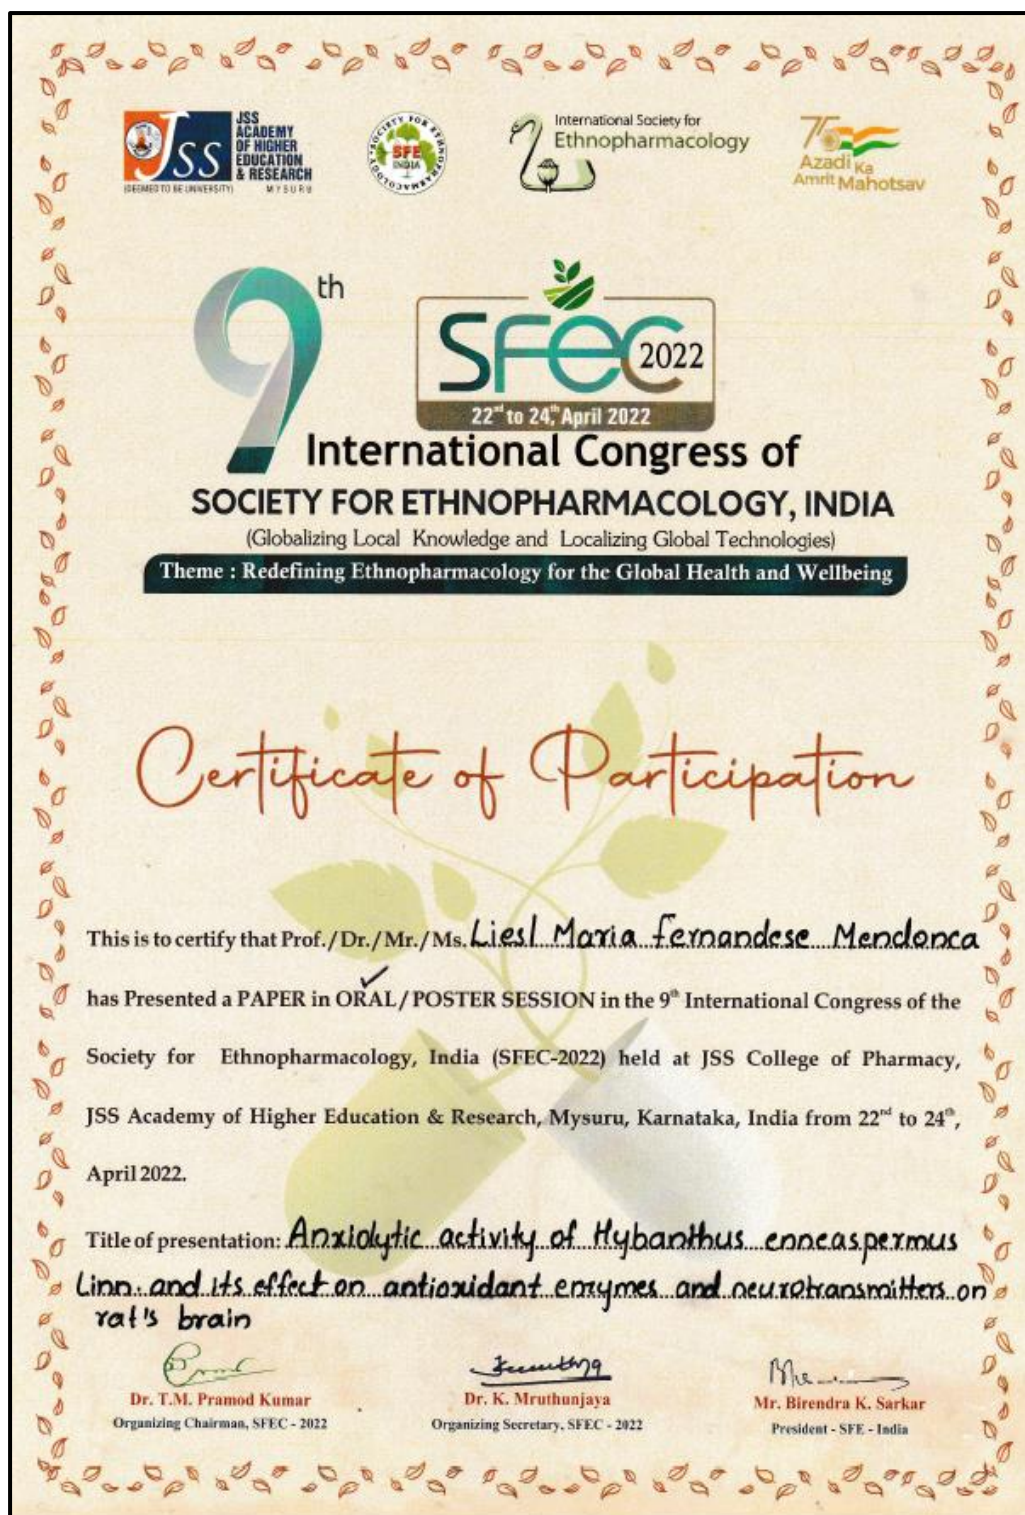 JSS
JSS
ACADEMY
OF HIGHER
EDUCATION
& RESEARCH
(DEEMED TO BE UNIVERSITY) MYSURU
SOCIETY FOR ETHNOPHARMACOLOGY
SFE
INDIA
International Society for
Ethnopharmacology
75
Azadi Ka
Amrit Mahotsav
9th
SFEC 2022
22nd to 24th, April 2022
International Congress of
SOCIETY FOR ETHNOPHARMACOLOGY, INDIA
(Globalizing Local Knowledge and Localizing Global Technologies)
Theme : Redefining Ethnopharmacology for the Global Health and Wellbeing
Certificate of Participation
This is to certify that Prof./Dr./Mr./Ms. Liesl Maria fernandese Mendonca
has Presented a PAPER in ORAL/POSTER SESSION in the 9th International Congress of the
Society for Ethnopharmacology, India (SFEC-2022) held at JSS College of Pharmacy,
JSS Academy of Higher Education & Research, Mysuru, Karnataka, India from 22nd to 24th,
April 2022.
Title of presentation: Anxiolytic activity of Hybanthus enneaspermus
Linn. and its effect on antioxidant enzymes and neurotransmitters on
rat's brain
Dr. T.M. Pramod Kumar
Organizing Chairman, SFEC - 2022
Dr. K. Mruthunjaya
Organizing Secretary, SFEC - 2022
Mr. Birendra K. Sarkar
President - SFE - India